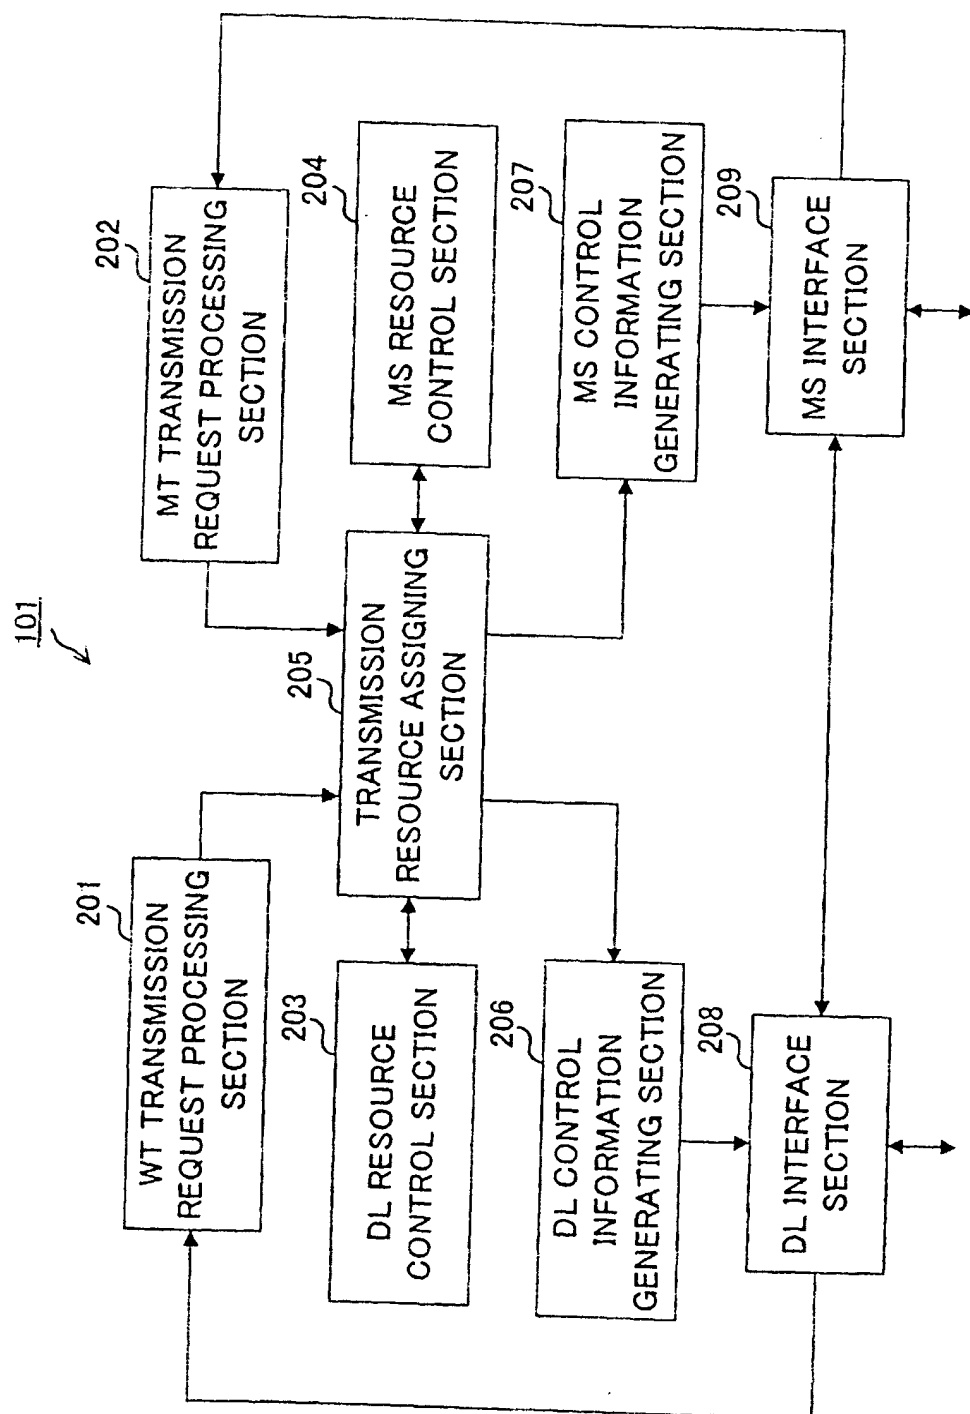 101
201
WT TRANSMISSION
REQUEST PROCESSING
SECTION
202
MT TRANSMISSION
REQUEST PROCESSING
SECTION
203
DL RESOURCE
CONTROL SECTION
205
TRANSMISSION
RESOURCE ASSIGNING
SECTION
204
MS RESOURCE
CONTROL SECTION
206
DL CONTROL
INFORMATION
GENERATING SECTION
207
MS CONTROL
INFORMATION
GENERATING SECTION
208
DL INTERFACE
SECTION
209
MS INTERFACE
SECTION